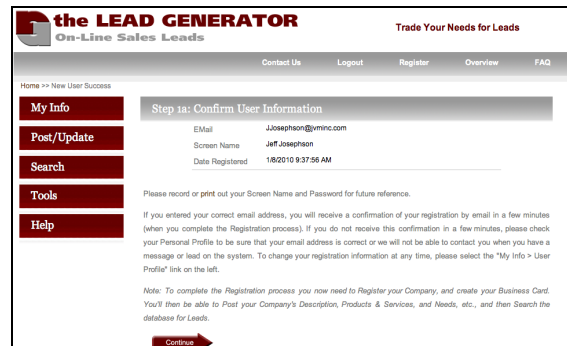 the LEAD GENERATOR
On-Line Sales Leads
Trade Your Needs for Leads
Contact Us Logout Register Overview FAQ
Home >> New User Success
My Info
Post/Update
Search
Tools
Help
Step 1a: Confirm User Information
EMail JJosephson@jvminc.com
Screen Name Jeff Josephson
Date Registered 1/8/2010 9:37:56 AM
Please record or print out your Screen Name and Password for future reference.
If you entered your correct email address, you will receive a confirmation of your registration by email in a few minutes
(when you complete the Registration process). If you do not receive this confirmation in a few minutes, please check
your Personal Profile to be sure that your email address is correct or we will not be able to contact you when you have a
message or lead on the system. To change your registration information at any time, please select the "My Info > User
Profile" link on the left.
Note: To complete the Registration process you now need to Register your Company, and create your Business Card.
You'll then be able to Post your Company's Description, Products & Services, and Needs, etc., and then Search the
database for Leads.
Continue